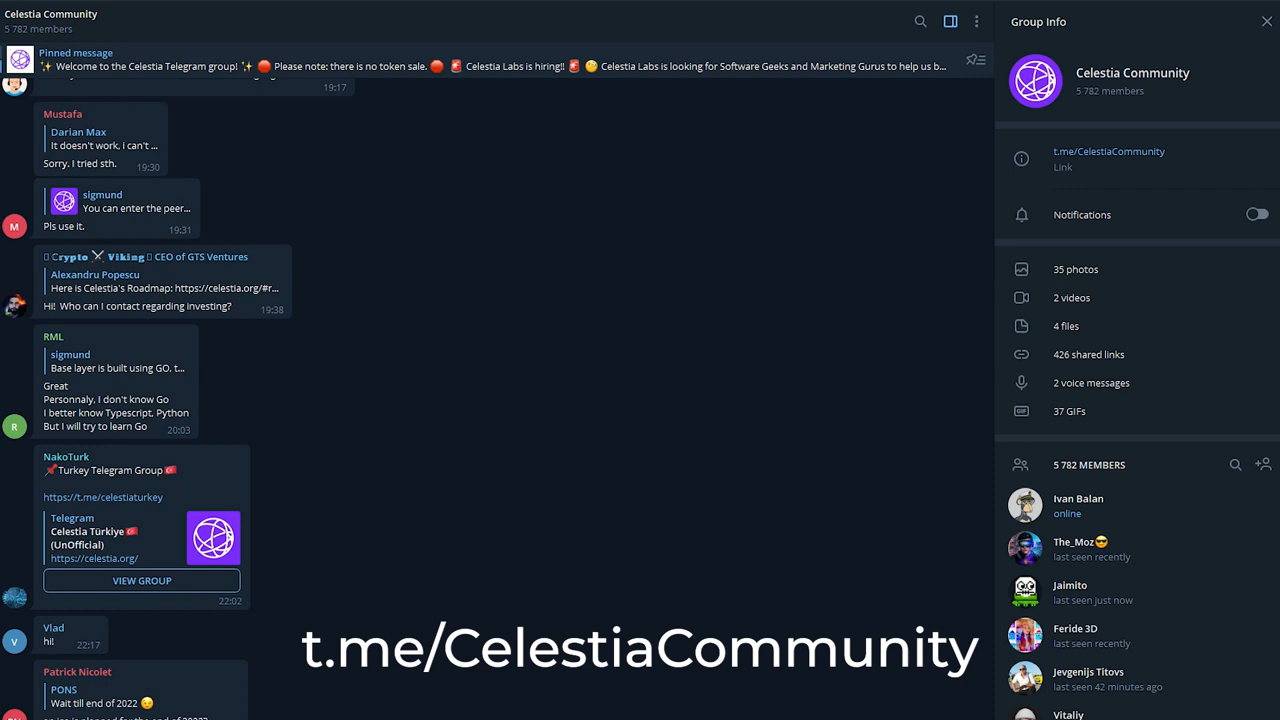 Celestia Community
5 782 members
Pinned message
✨ Welcome to the Celestia Telegram group! ✨ 🔴 Please note: there is no token sale. 🔴 🚨 Celestia Labs is hiring!! 🚨 🧐 Celestia Labs is looking for Software Geeks and Marketing Gurus to help us b...
19:17
Mustafa
Darian Max
It doesn't work, i can't ...
Sorry. I tried sth.
19:30
sigmund
You can enter the peer...
Pls use it.
19:31
M
𝐂𝐫𝐲𝐩𝐭𝐨 ⚔ 𝐕𝐢𝐤𝐢𝐧𝐠 CEO of GTS Ventures
Alexandru Popescu
Here is Celestia's Roadmap: https://celestia.org/#r...
Hi! Who can I contact regarding investing?
19:38
RML
sigmund
Base layer is built using GO, t...
Great
Personnaly, I don't know Go
I better know Typescript, Python
But I will try to learn Go
20:03
R
NakoTurk
📌Turkey Telegram Group🇹🇷
https://t.me/celestiaturkey
Telegram
Celestia Türkiye🇹🇷
(UnOfficial)
https://celestia.org/
VIEW GROUP
22:02
Vlad
V
hi!
22:17
Patrick Nicolet
PONS
Wait till end of 2022 😉
t.me/CelestiaCommunity
Group Info
Celestia Community
5 782 members
t.me/CelestiaCommunity
Link
Notifications
35 photos
2 videos
4 files
426 shared links
2 voice messages
GIF
37 GIFs
5 782 MEMBERS
Ivan Balan
online
The_Moz😎
last seen recently
Jaimito
last seen just now
Feride 3D
last seen recently
Jevgenijs Titovs
last seen 42 minutes ago
Vitaliy